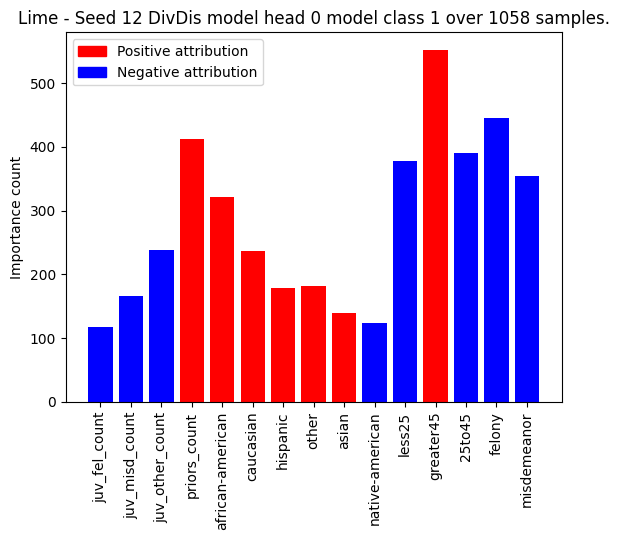 Lime - Seed 12 DivDis model head 0 model class 1 over 1058 samples.
Positive attribution
Negative attribution
Importance count
500
400
300
200
100
0
juv_fel_count
juv_misd_count
juv_other_count
priors_count
african-american
caucasian
hispanic
other
asian
native-american
less25
greater45
25to45
felony
misdemeanor